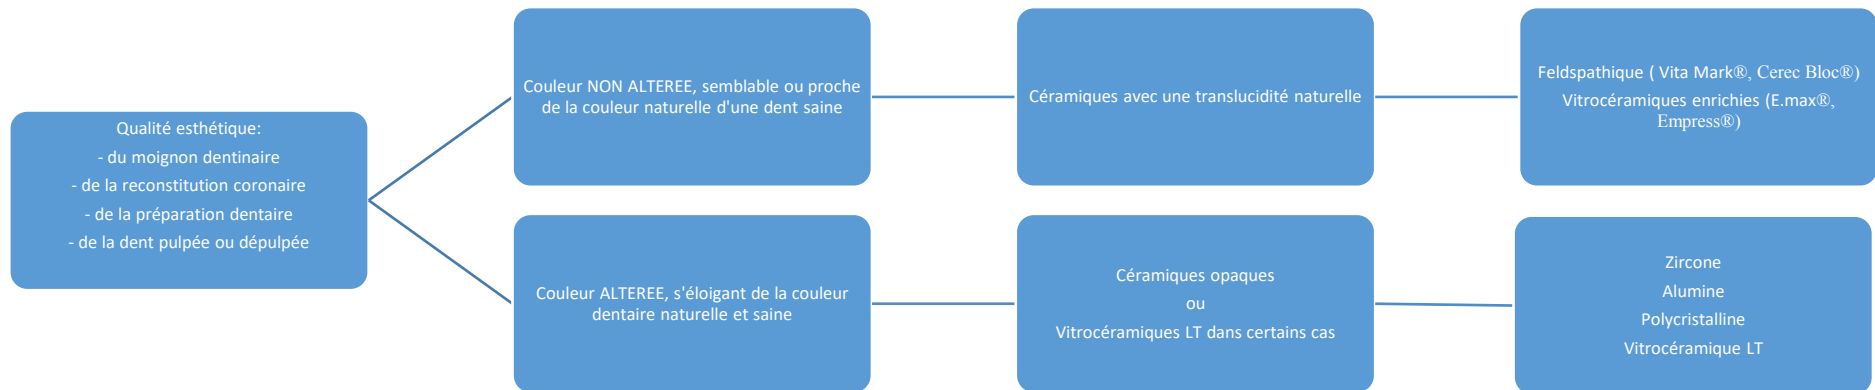 Qualité esthétique:
- du moignon dentinaire
- de la reconstitution coronaire
- de la préparation dentaire
- de la dent pulpée ou dépulpée
Couleur NON ALTEREE, semblable ou proche
de la couleur naturelle d'une dent saine
Céramiques avec une translucidité naturelle
Feldspathique ( Vita Mark®, Cerec Bloc®)
Vitrocéramiques enrichies (E.max®,
Empress®)
Couleur ALTEREE, s'éloigant de la couleur
dentaire naturelle et saine
Céramiques opaques
ou
Vitrocéramiques LT dans certains cas
Zircone
Alumine
Polycristalline
Vitrocéramique LT